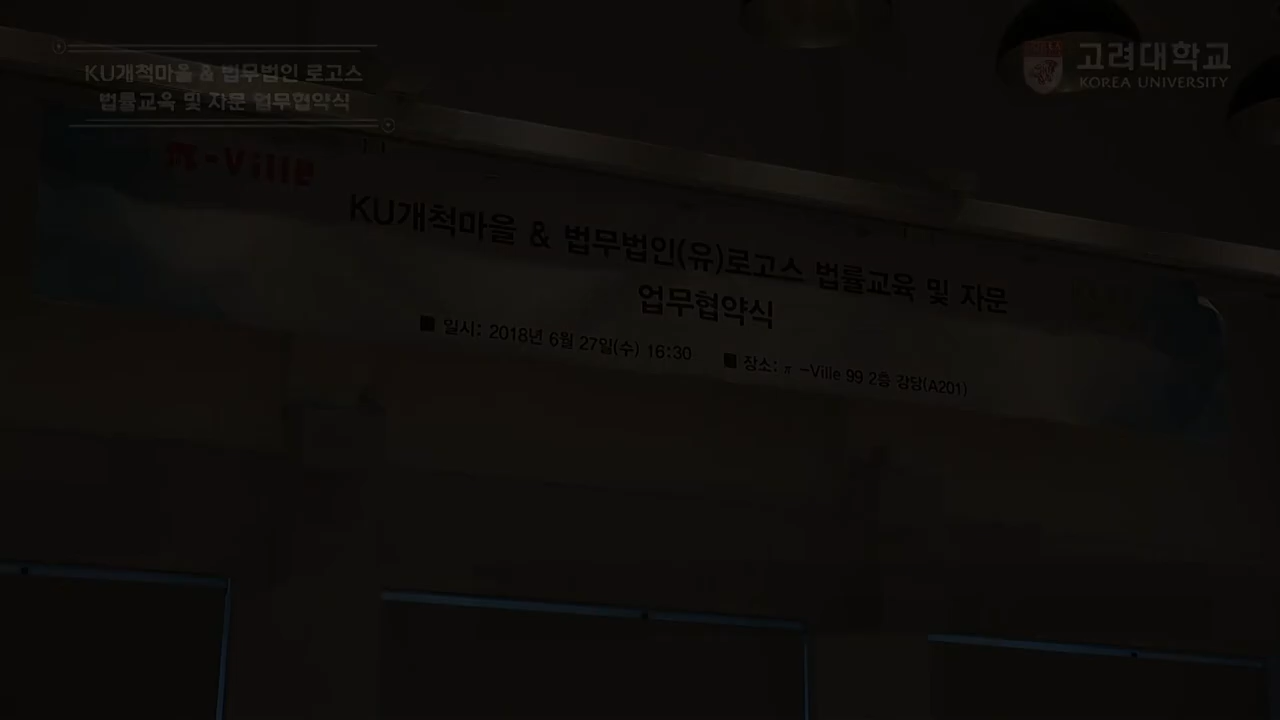 KU개척마을 & 법무법인 로고스
법률교육 및 자문 업무협약식
고려대학교
KOREA UNIVERSITY
π-Ville
KU개척마을 & 법무법인(유)로고스 법률교육 및 자문
업무협약식
■ 일시: 2018년 6월 27일(수) 16:30 ■ 장소: π-Ville 99 2층 강당(A201)